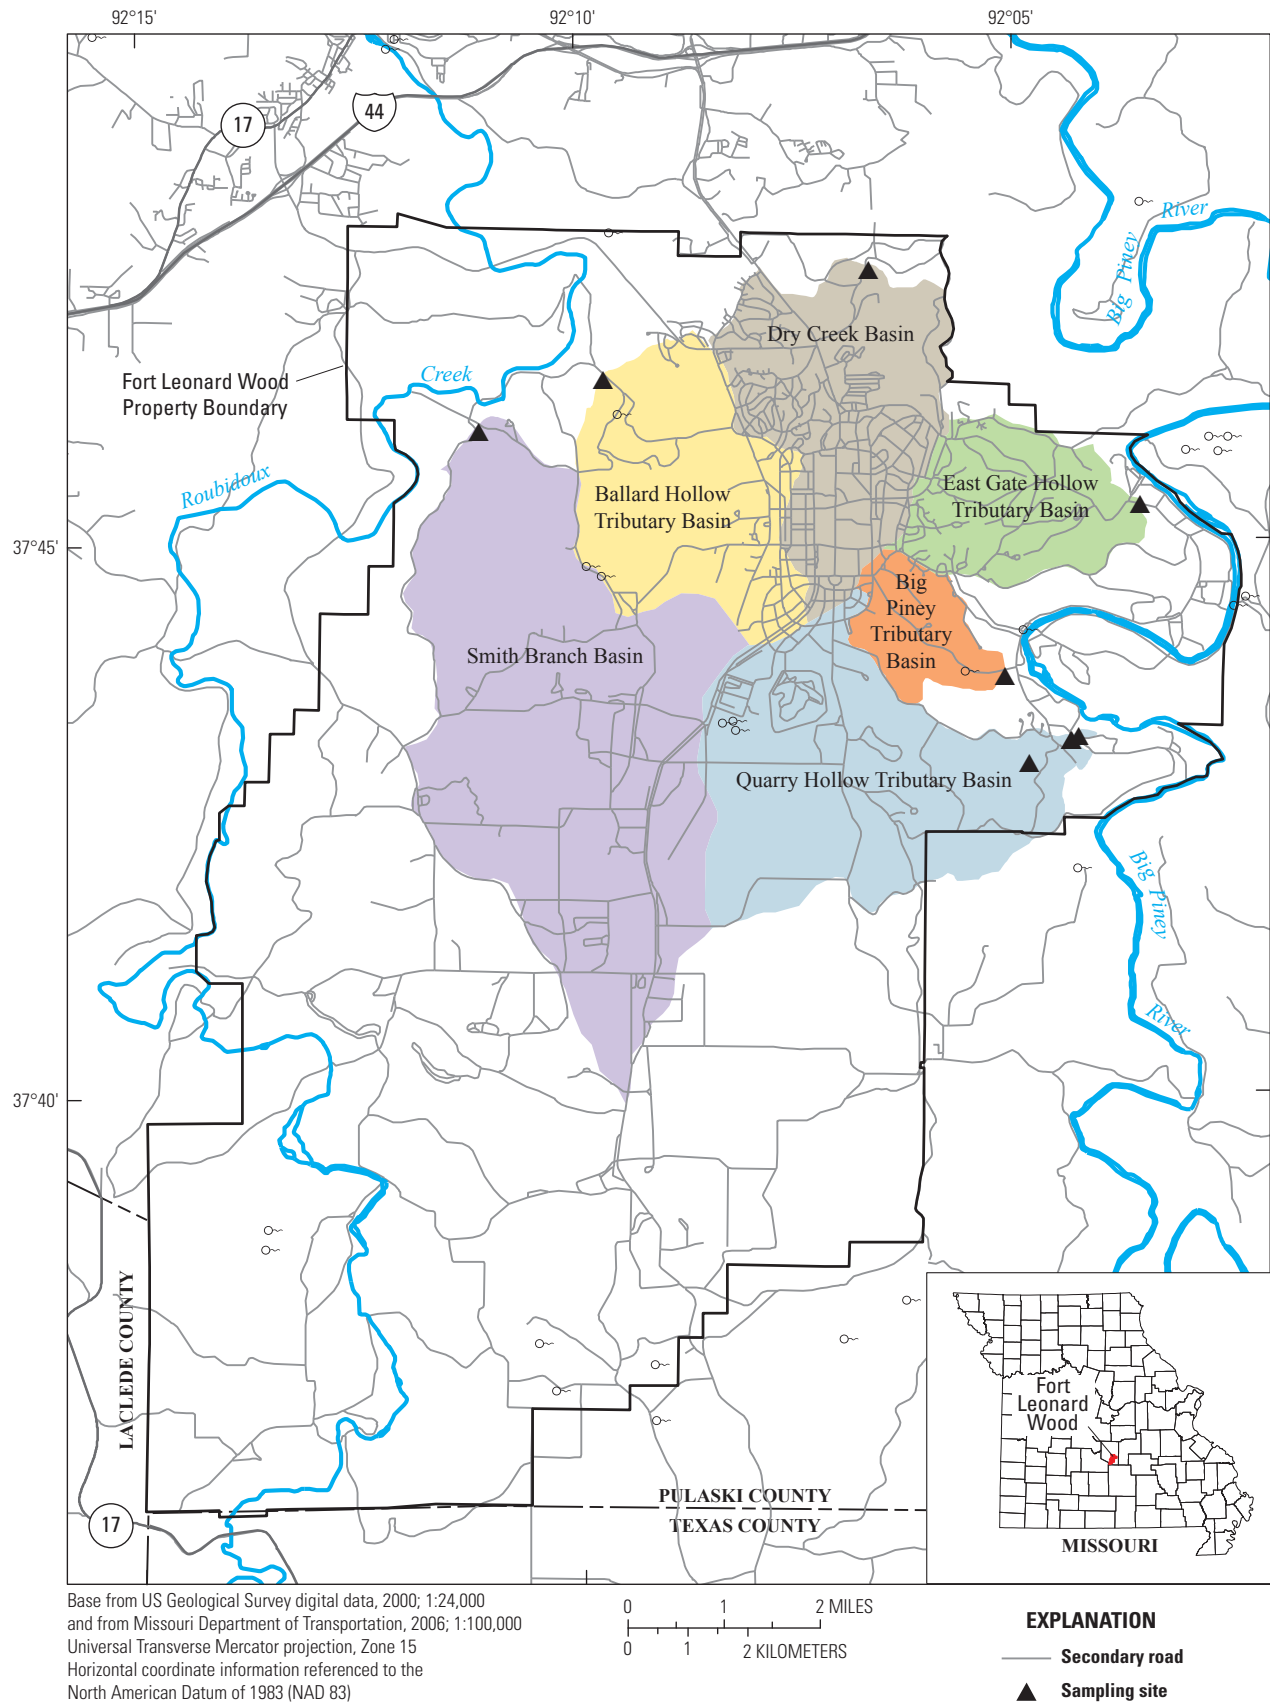 92°15'
92°10'
92°05'
17
44
River
Big Piney
Dry Creek Basin
Fort Leonard Wood
Property Boundary
Creek
Roubidoux
Ballard Hollow
Tributary Basin
East Gate Hollow
Tributary Basin
37°45'
Big
Piney
Tributary
Basin
Smith Branch Basin
Quarry Hollow Tributary Basin
Big Piney
River
37°40'
LACLEDE COUNTY
Fort
Leonard
Wood
MISSOURI
PULASKI COUNTY
TEXAS COUNTY
17
Base from US Geological Survey digital data, 2000; 1:24,000
and from Missouri Department of Transportation, 2006; 1:100,000
Universal Transverse Mercator projection, Zone 15
Horizontal coordinate information referenced to the
North American Datum of 1983 (NAD 83)
0 1 2 MILES
0 1 2 KILOMETERS
EXPLANATION
Secondary road
Sampling site